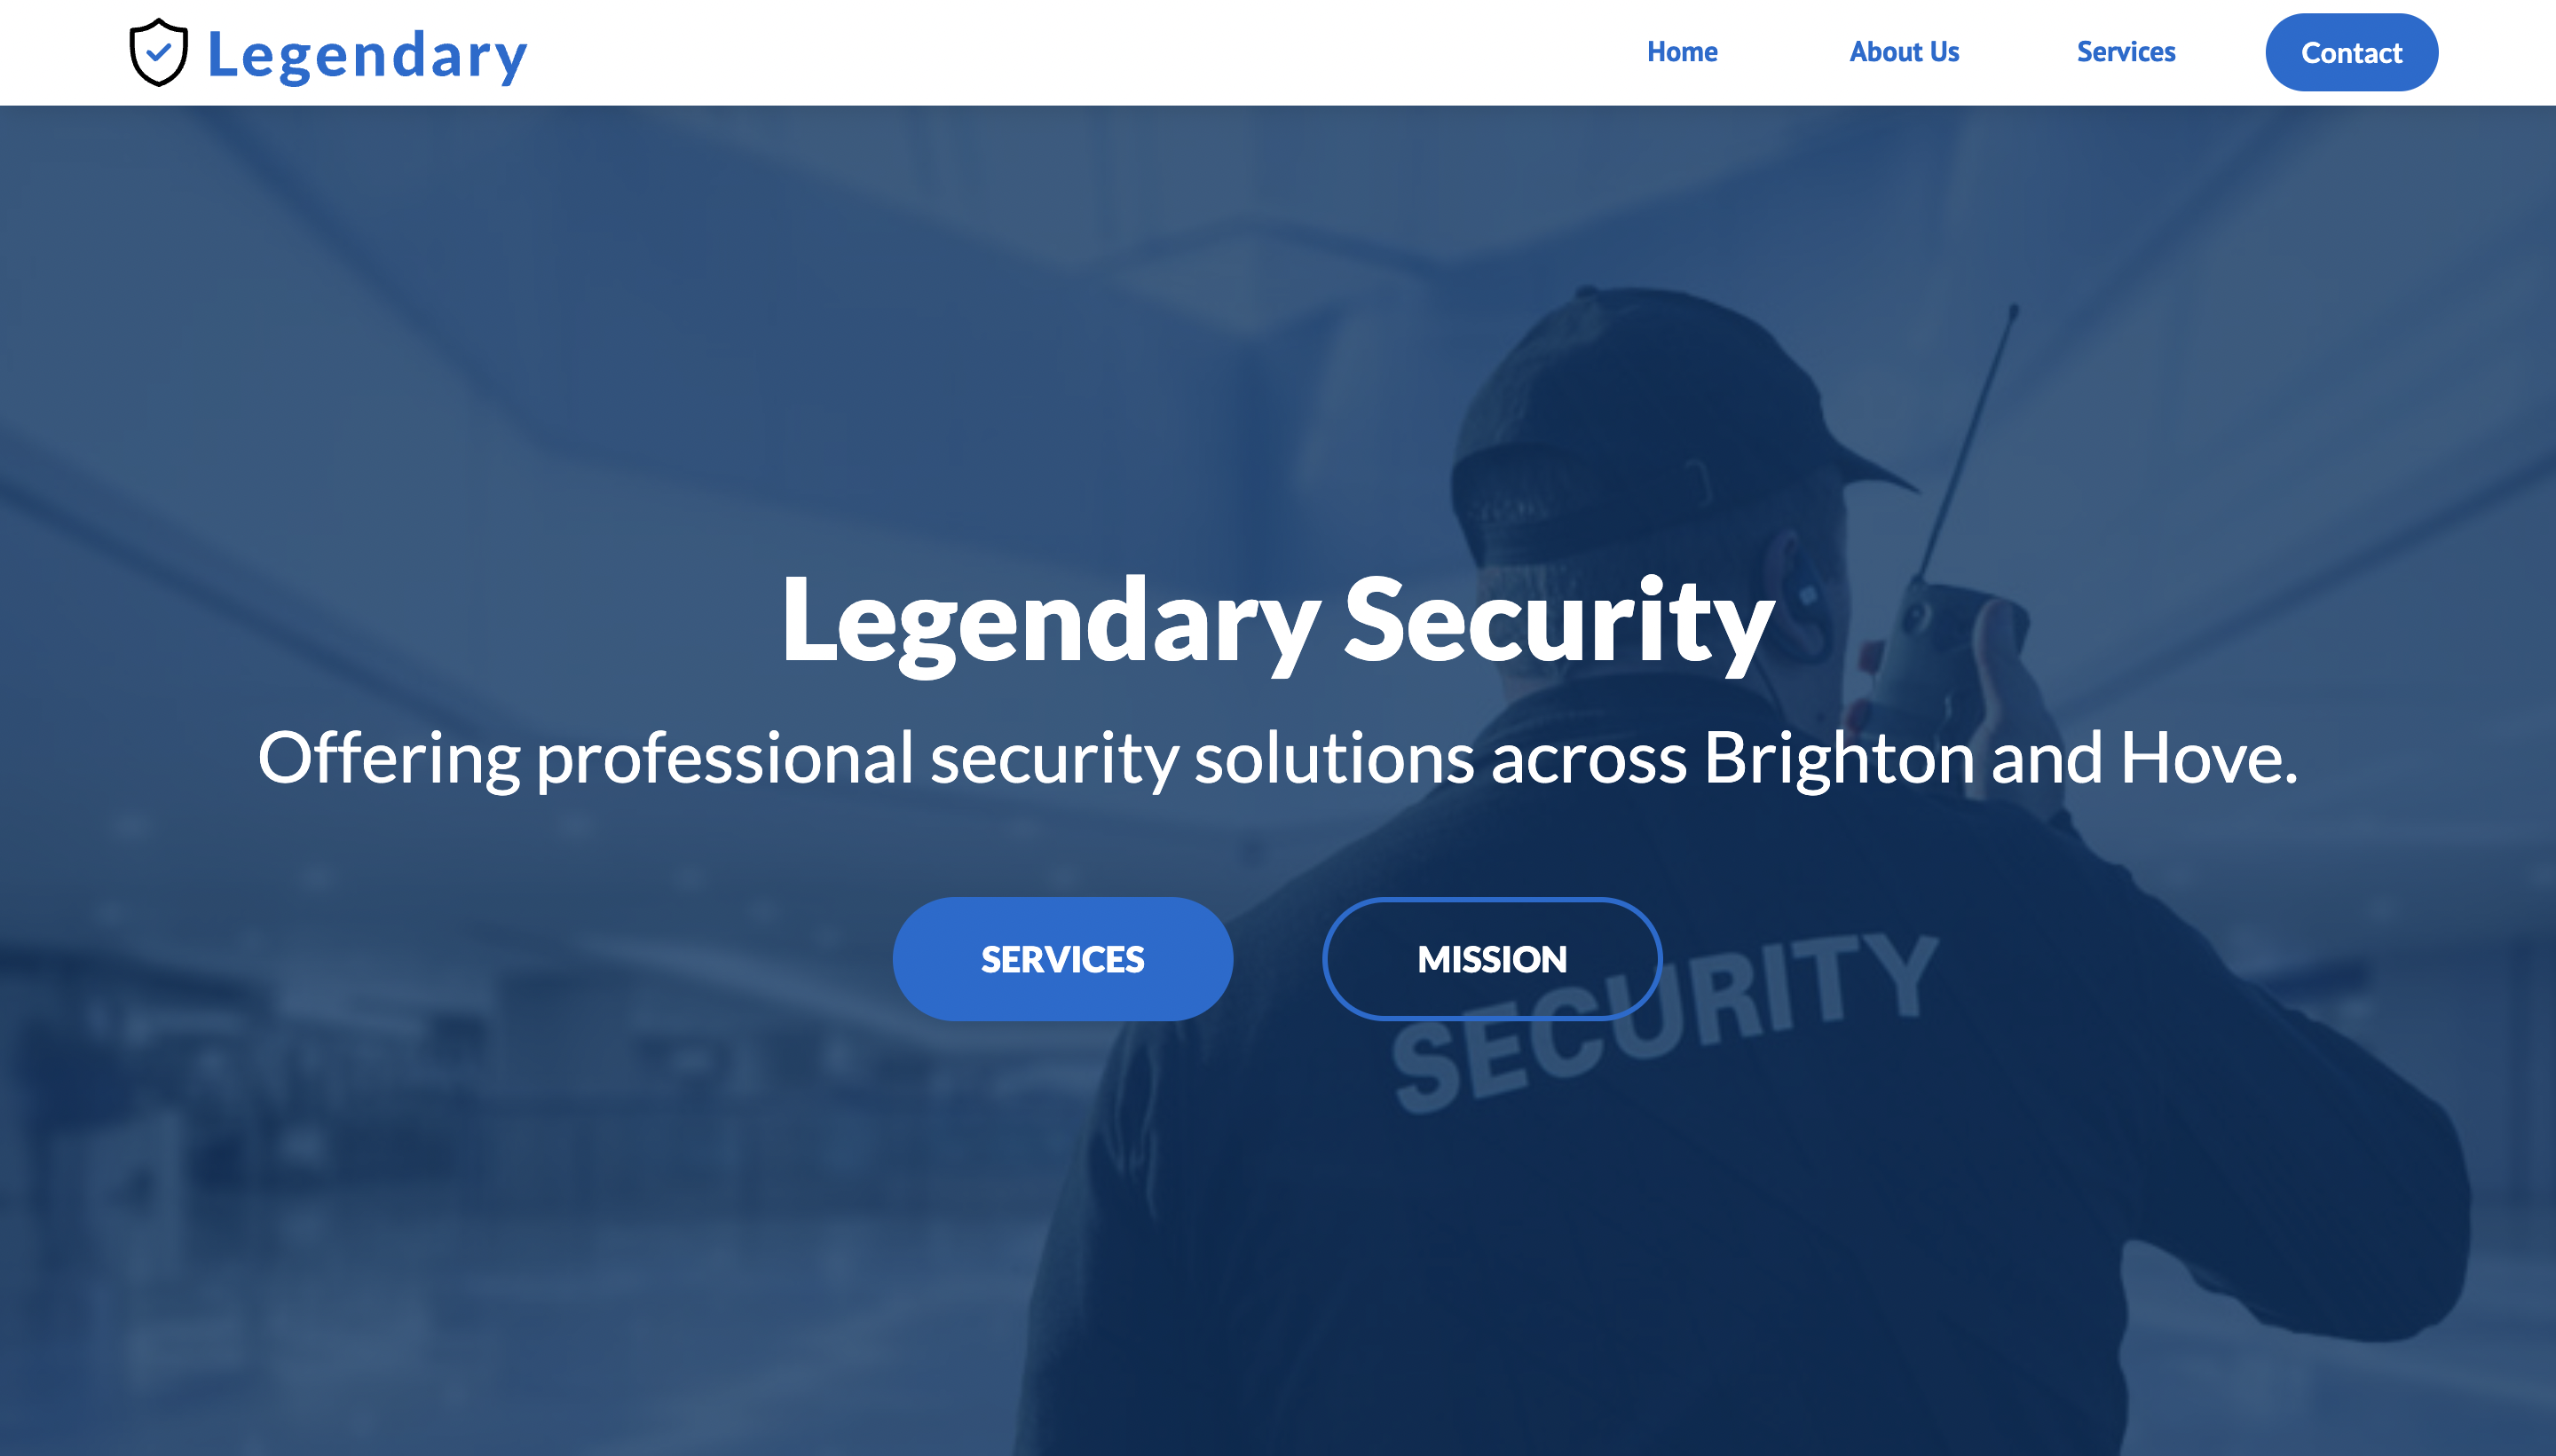 Legendary
Home
About Us
Services
Contact
Legendary Security
Offering professional security solutions across Brighton and Hove.
SERVICES
MISSION
SECURITY